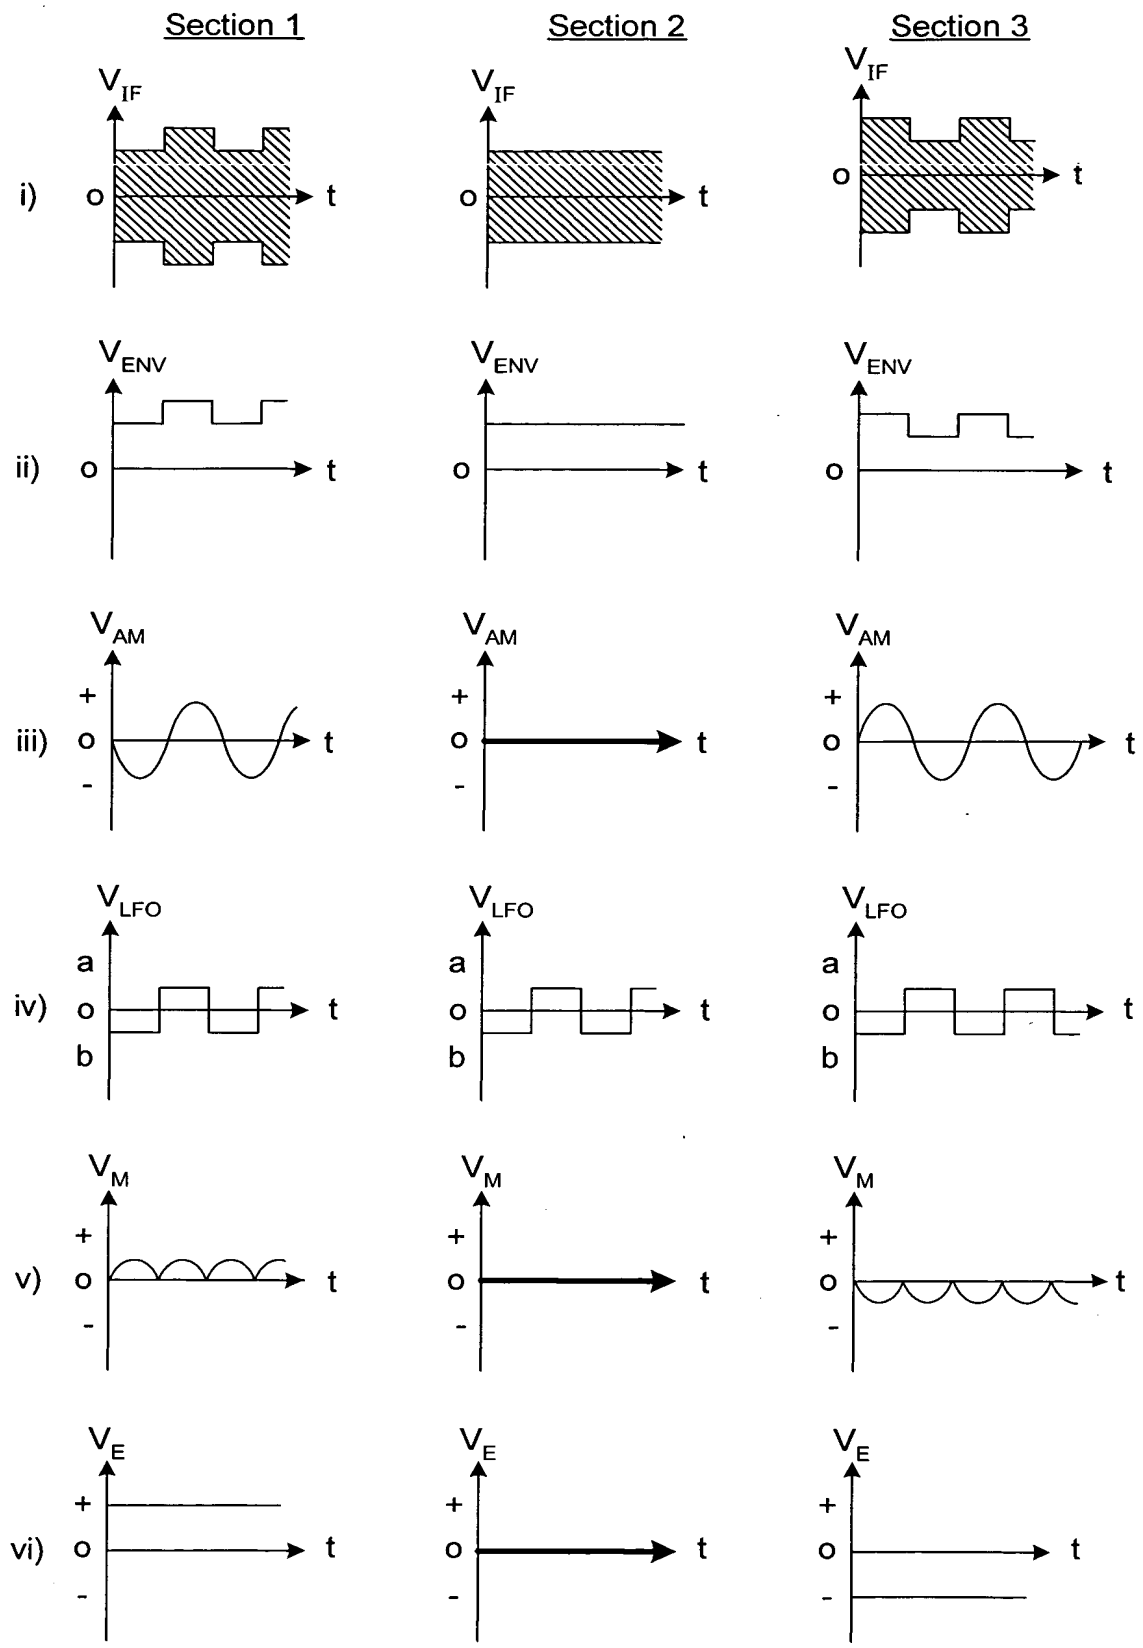 Section 1 Section 2 Section 3
V_IF V_IF V_IF
i) o t o t o t
V_ENV V_ENV V_ENV
ii) o t o t o t
V_AM V_AM V_AM
+ + +
iii) o t o t o t
- - -
V_LFO V_LFO V_LFO
a a a
iv) o t o t o t
b b b
V_M V_M V_M
+ + +
v) o t o t o t
- - -
V_E V_E V_E
+ + +
vi) o t o t o t
- - -